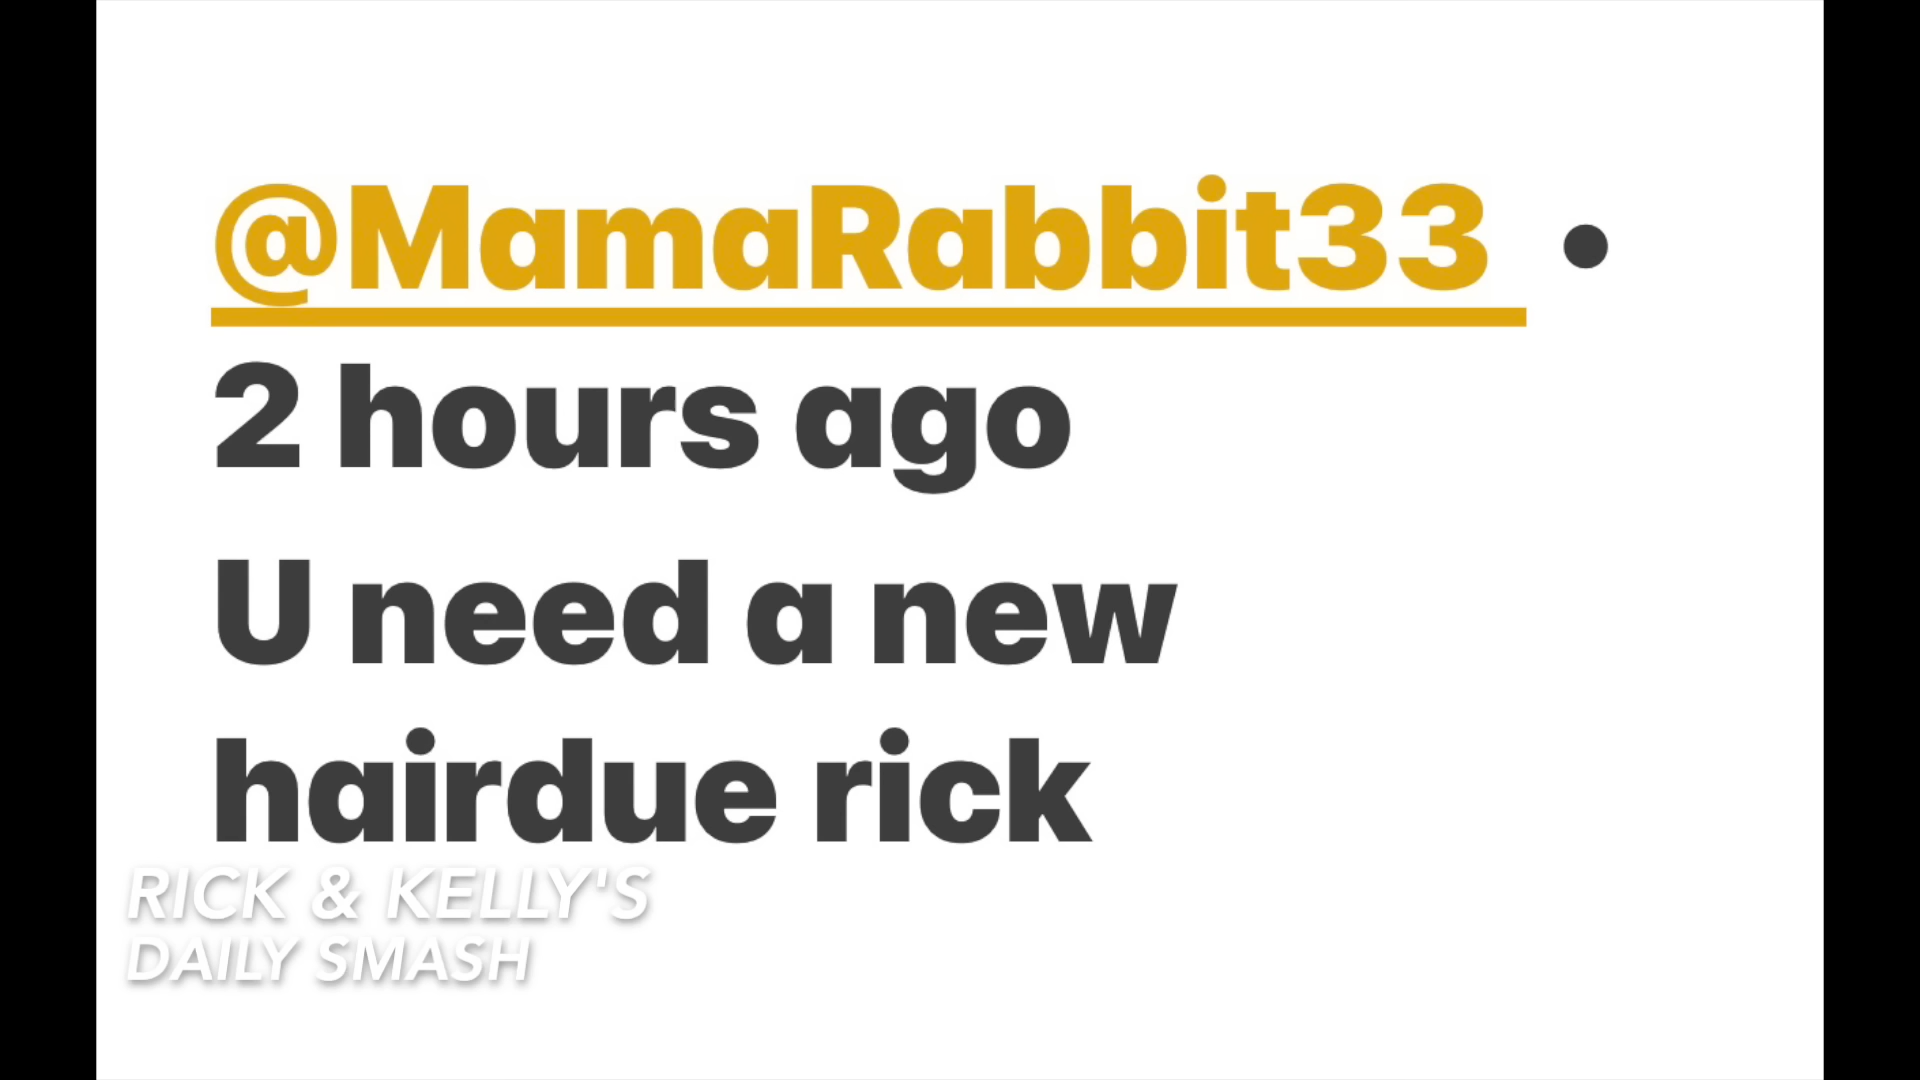 @MamaRabbit33 •
2 hours ago
U need a new
hairdue rick
RICK & KELLY'S
DAILY SMASH